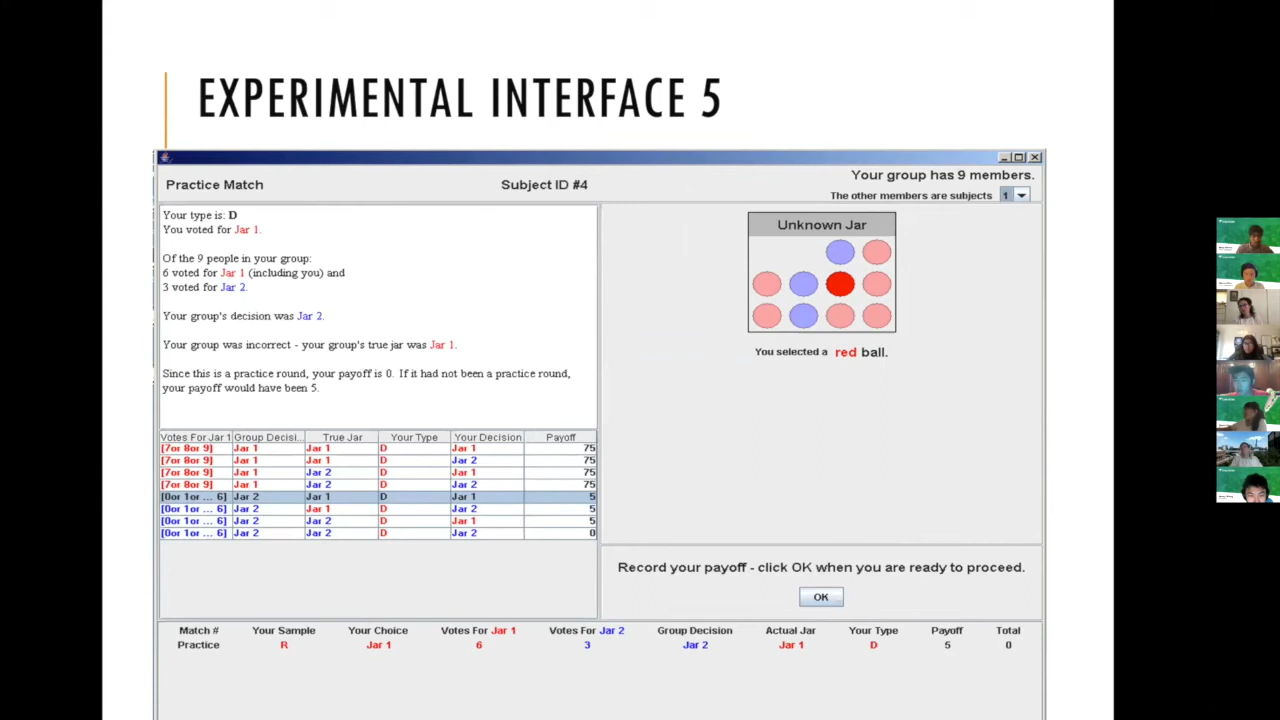 EXPERIMENTAL INTERFACE 5
Practice Match
Subject ID #4
Your group has 9 members.
The other members are subjects 1
Your type is: D
You voted for Jar 1.
Of the 9 people in your group:
6 voted for Jar 1 (including you) and
3 voted for Jar 2.
Your group's decision was Jar 2.
Your group was incorrect - your group's true jar was Jar 1.
Since this is a practice round, your payoff is 0. If it had not been a practice round,
your payoff would have been 5.
Unknown Jar
You selected a red ball.
Votes For Jar 1 Group Decisi... True Jar Your Type Your Decision Payoff
[7or 8or 9] Jar 1 Jar 1 D Jar 1 75
[7or 8or 9] Jar 1 Jar 1 D Jar 2 75
[7or 8or 9] Jar 1 Jar 2 D Jar 1 75
[7or 8or 9] Jar 1 Jar 2 D Jar 2 75
[0or 1or ... 6] Jar 2 Jar 1 D Jar 1 5
[0or 1or ... 6] Jar 2 Jar 1 D Jar 2 5
[0or 1or ... 6] Jar 2 Jar 2 D Jar 1 5
[0or 1or ... 6] Jar 2 Jar 2 D Jar 2 0
Record your payoff - click OK when you are ready to proceed.
OK
Match # Your Sample Your Choice Votes For Jar 1 Votes For Jar 2 Group Decision Actual Jar Your Type Payoff Total
Practice R Jar 1 6 3 Jar 2 Jar 1 D 5 0